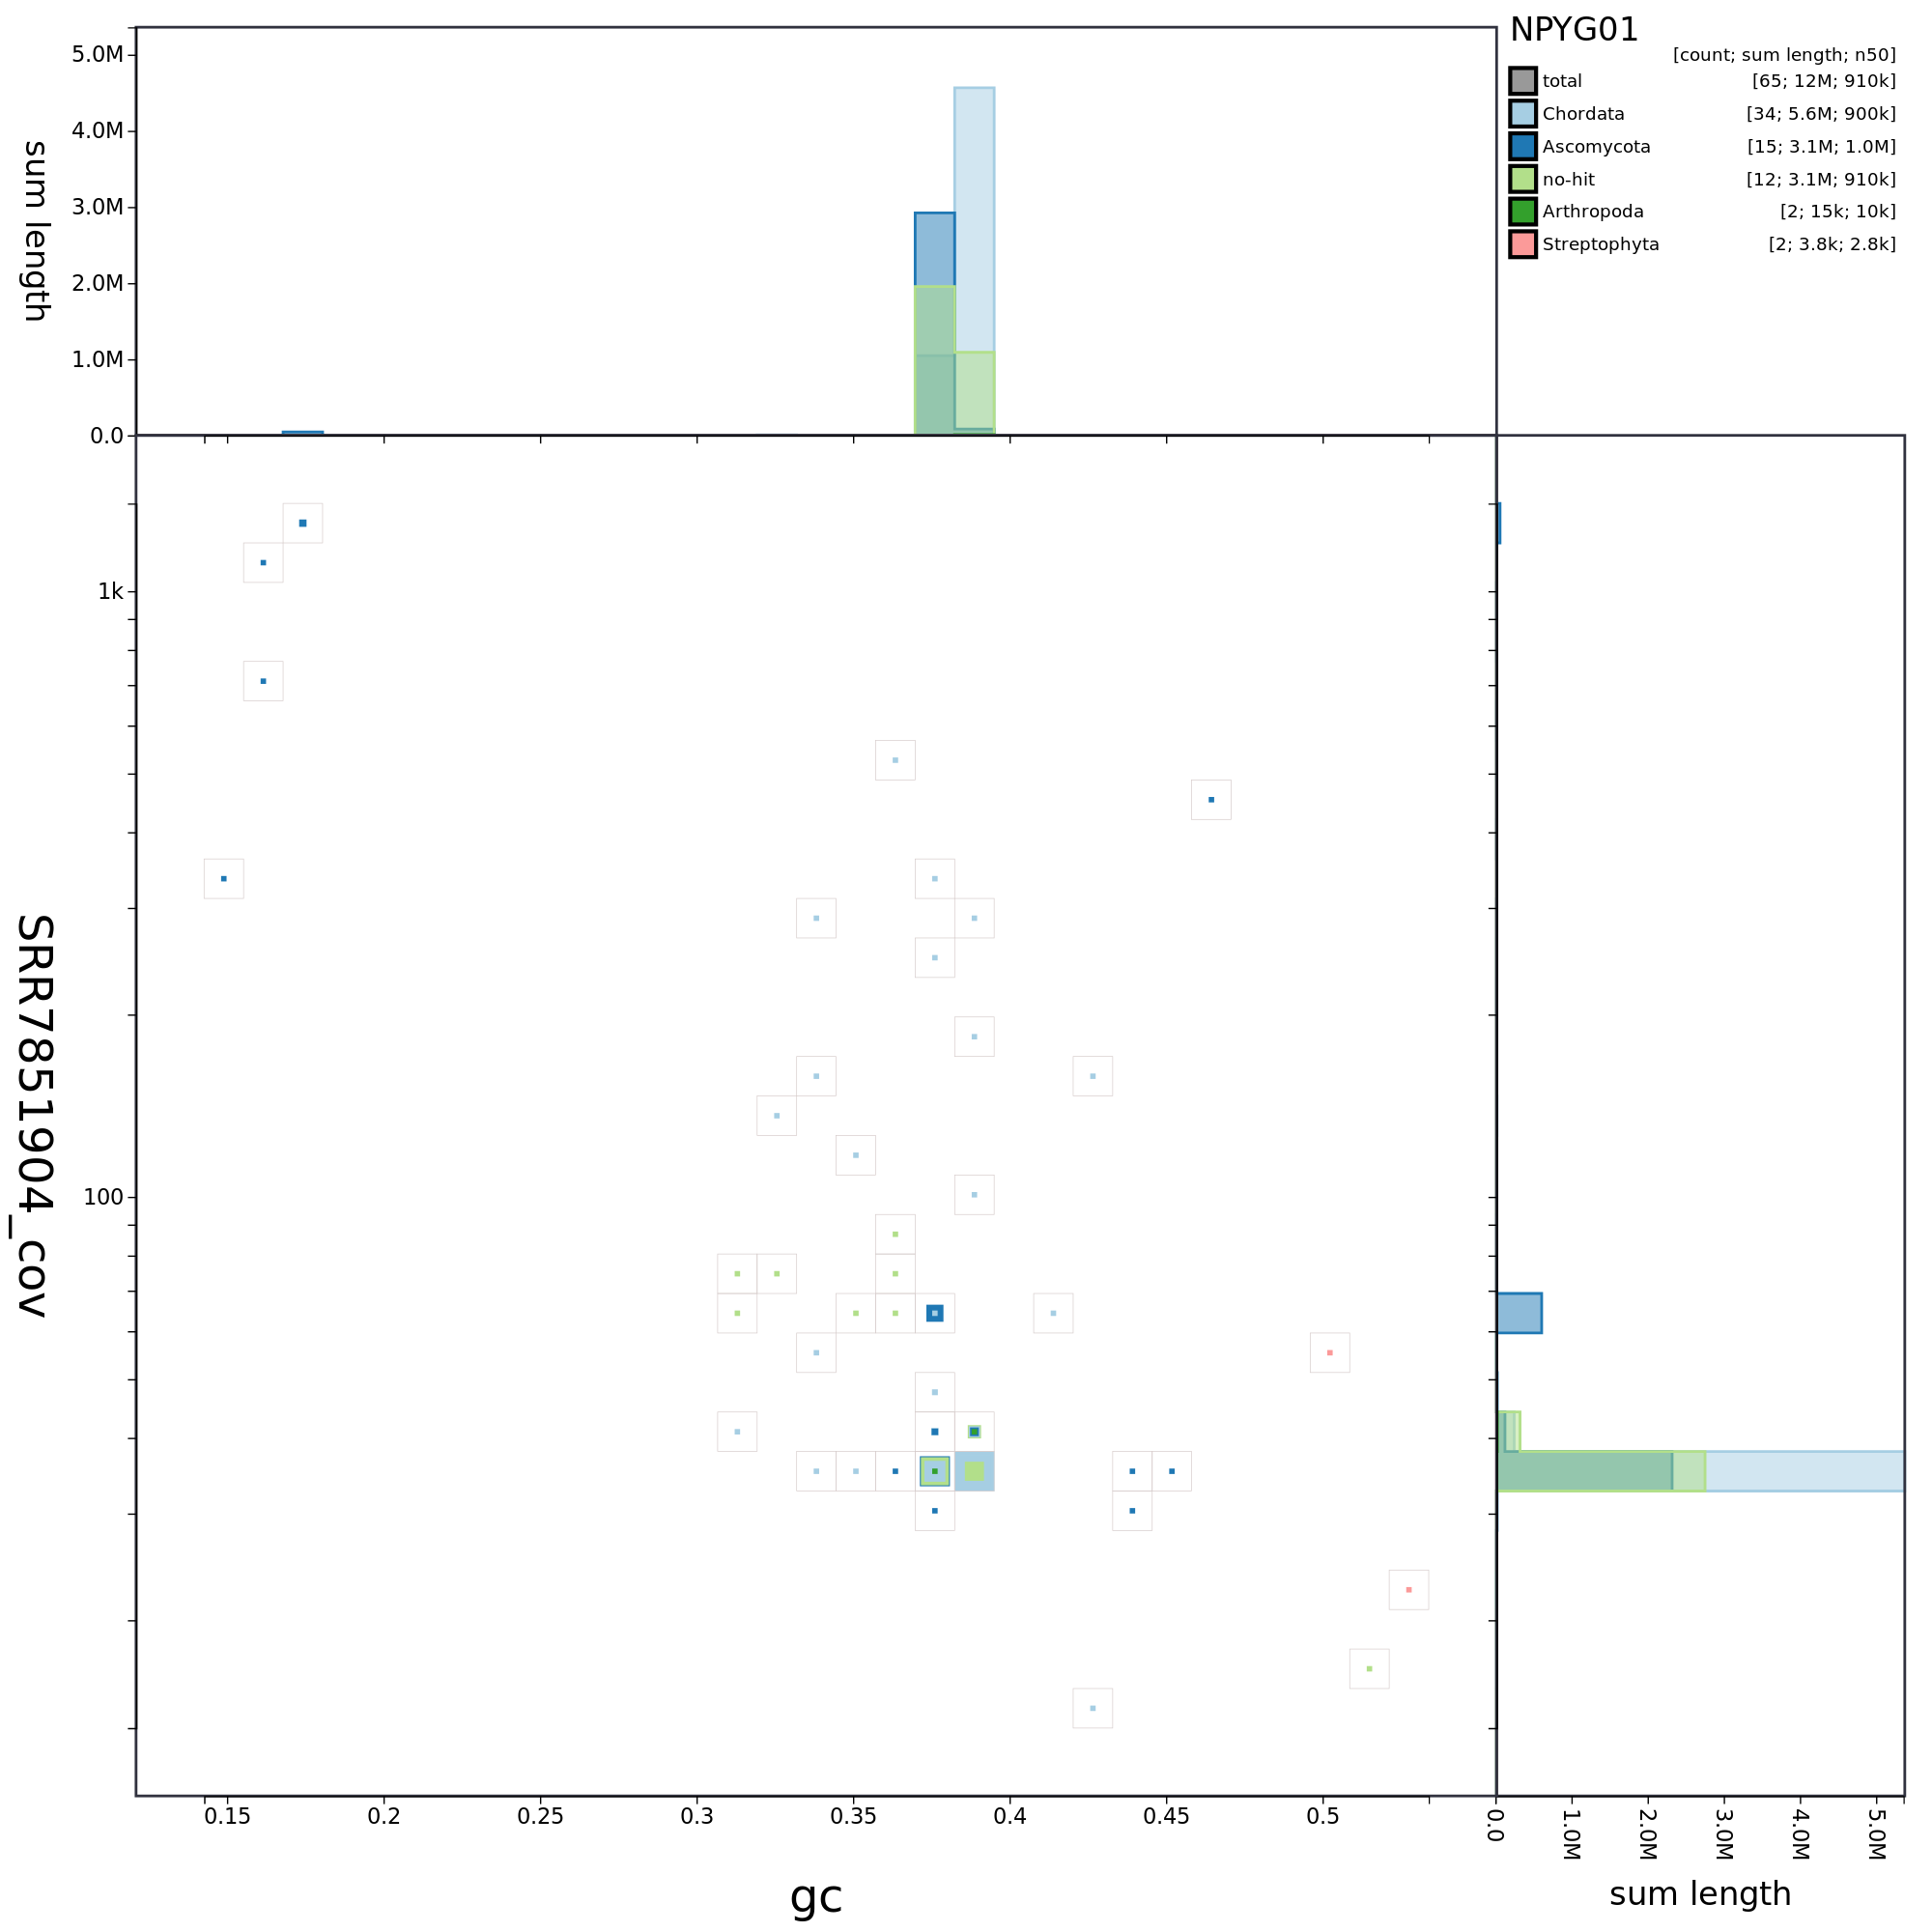 NPYG01
[count; sum length; n50]
total [65; 12M; 910k]
Chordata [34; 5.6M; 900k]
Ascomycota [15; 3.1M; 1.0M]
no-hit [12; 3.1M; 910k]
Arthropoda [2; 15k; 10k]
Streptophyta [2; 3.8k; 2.8k]
sum length
5.0M
4.0M
3.0M
2.0M
1.0M
0.0
SRR7851904_cov
1k
100
0.15 0.2 0.25 0.3 0.35 0.4 0.45 0.5
gc
0.0 1.0M 2.0M 3.0M 4.0M 5.0M
sum length